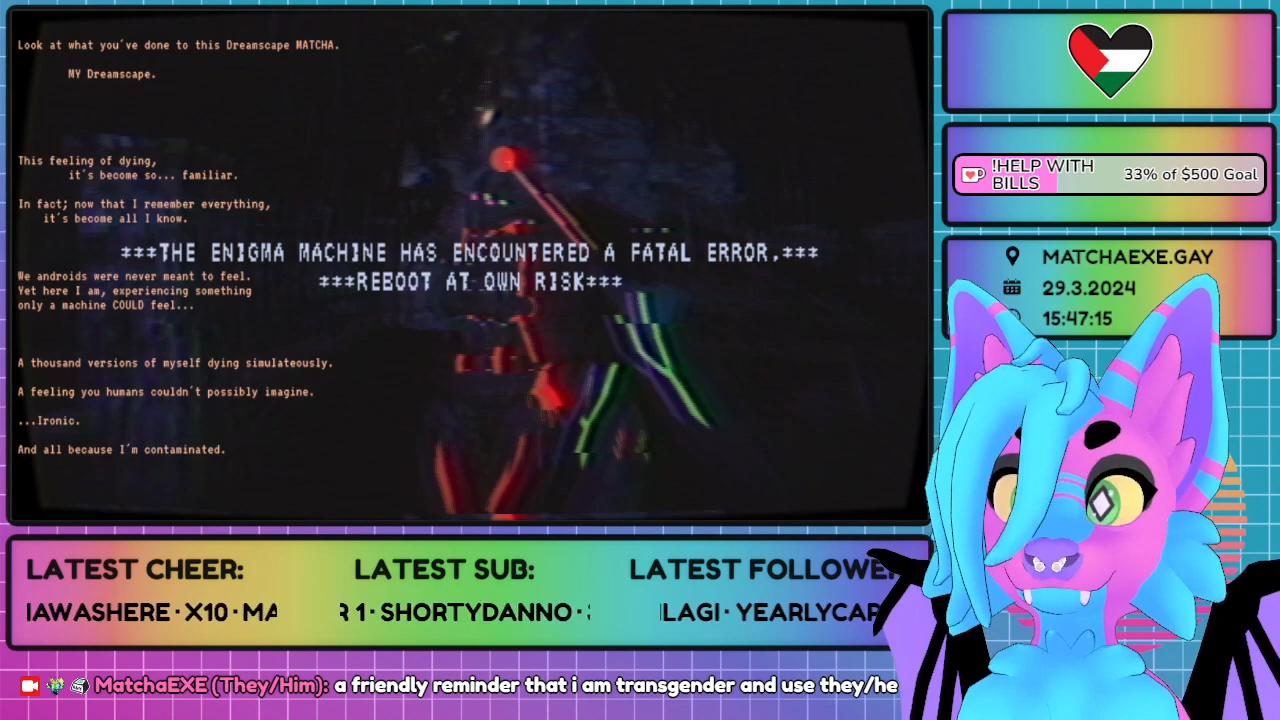 Look at what you´ve done to this Dreamscape MATCHA.
MY Dreamscape.
This feeling of dying,
it´s become so... familiar.
In fact; now that I remember everything,
it´s become all I know.
***THE ENIGMA MACHINE HAS ENCOUNTERED A FATAL ERROR.***
***REBOOT AT OWN RISK***
We androids were never meant to feel.
Yet here I am, experiencing something
only a machine COULD feel...
A thousand versions of myself dying simulateously.
A feeling you humans couldn´t possibly imagine.
...Ironic.
And all because I´m contaminated.
!HELP WITH
BILLS
33% of $500 Goal
MATCHAEXE.GAY
29.3.2024
15:47:15
LATEST CHEER:
IAWASHERE · X10 · MA
LATEST SUB:
R 1 · SHORTYDANNO ·
LATEST FOLLOWE
ILAGI · YEARLYCAR
MatchaEXE (They/Him): a friendly reminder that i am transgender and use they/he